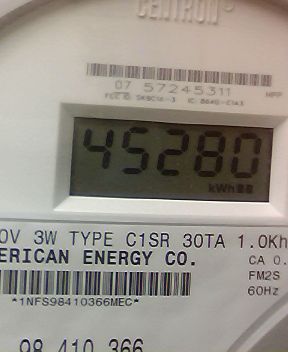 CENTRON
07 57245311
45280
kWh
0V 3W TYPE C1SR 30TA 1.0Kh
ERICAN ENERGY CO.
CA 0.
FM2S
60Hz
*1NFS98410366MEC*
98 410 366